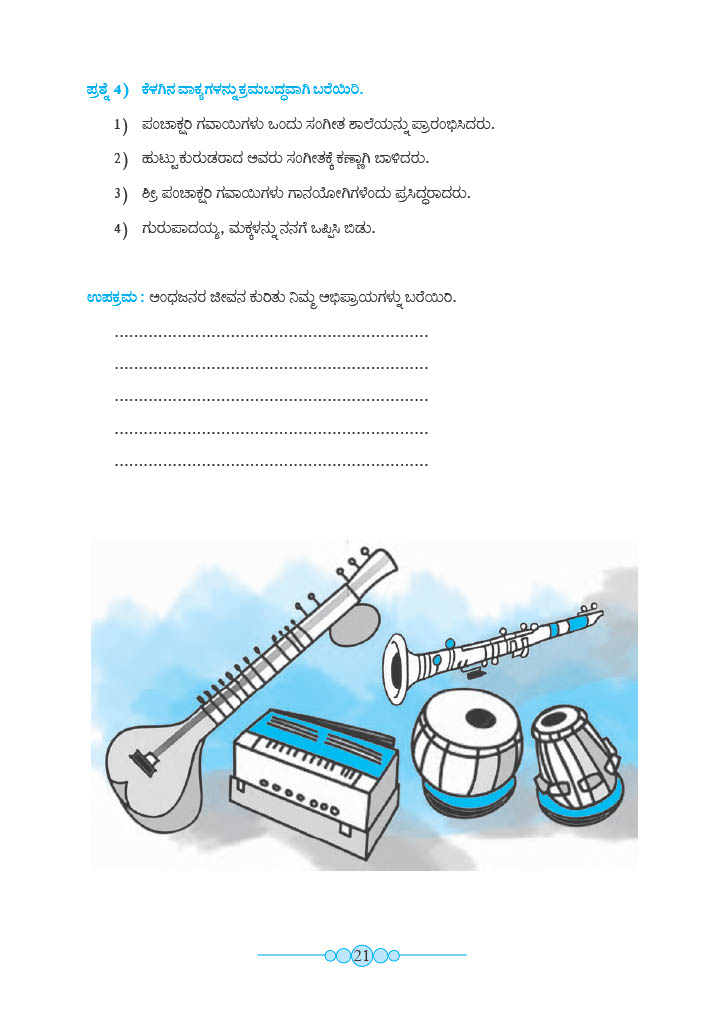 ಪ್ರಶ್ನೆ 4) ಕೆಳಗಿನ ವಾಕ್ಯಗಳನ್ನು ಕ್ರಮಬದ್ಧವಾಗಿ ಬರೆಯಿರಿ.
1) ಪಂಚಾಕ್ಷರಿ ಗವಾಯಿಗಳು ಒಂದು ಸಂಗೀತ ಶಾಲೆಯನ್ನು ಪ್ರಾರಂಭಿಸಿದರು.
2) ಹುಟ್ಟು ಕುರುಡರಾದ ಅವರು ಸಂಗೀತಕ್ಕೆ ಕಣ್ಣಾಗಿ ಬಾಳಿದರು.
3) ಶ್ರೀ ಪಂಚಾಕ್ಷರಿ ಗವಾಯಿಗಳು ಗಾನಯೋಗಿಗಳೆಂದು ಪ್ರಸಿದ್ಧರಾದರು.
4) ಗುರುಪಾದಯ್ಯ, ಮಕ್ಕಳನ್ನು ನನಗೆ ಒಪ್ಪಿಸಿ ಬಿಡು.
ಉಪಕ್ರಮ : ಅಂಧಜನರ ಜೀವನ ಕುರಿತು ನಿಮ್ಮ ಅಭಿಪ್ರಾಯಗಳ್ನು ಬರೆಯಿರಿ.
.................................................................
.................................................................
.................................................................
.................................................................
.................................................................
21